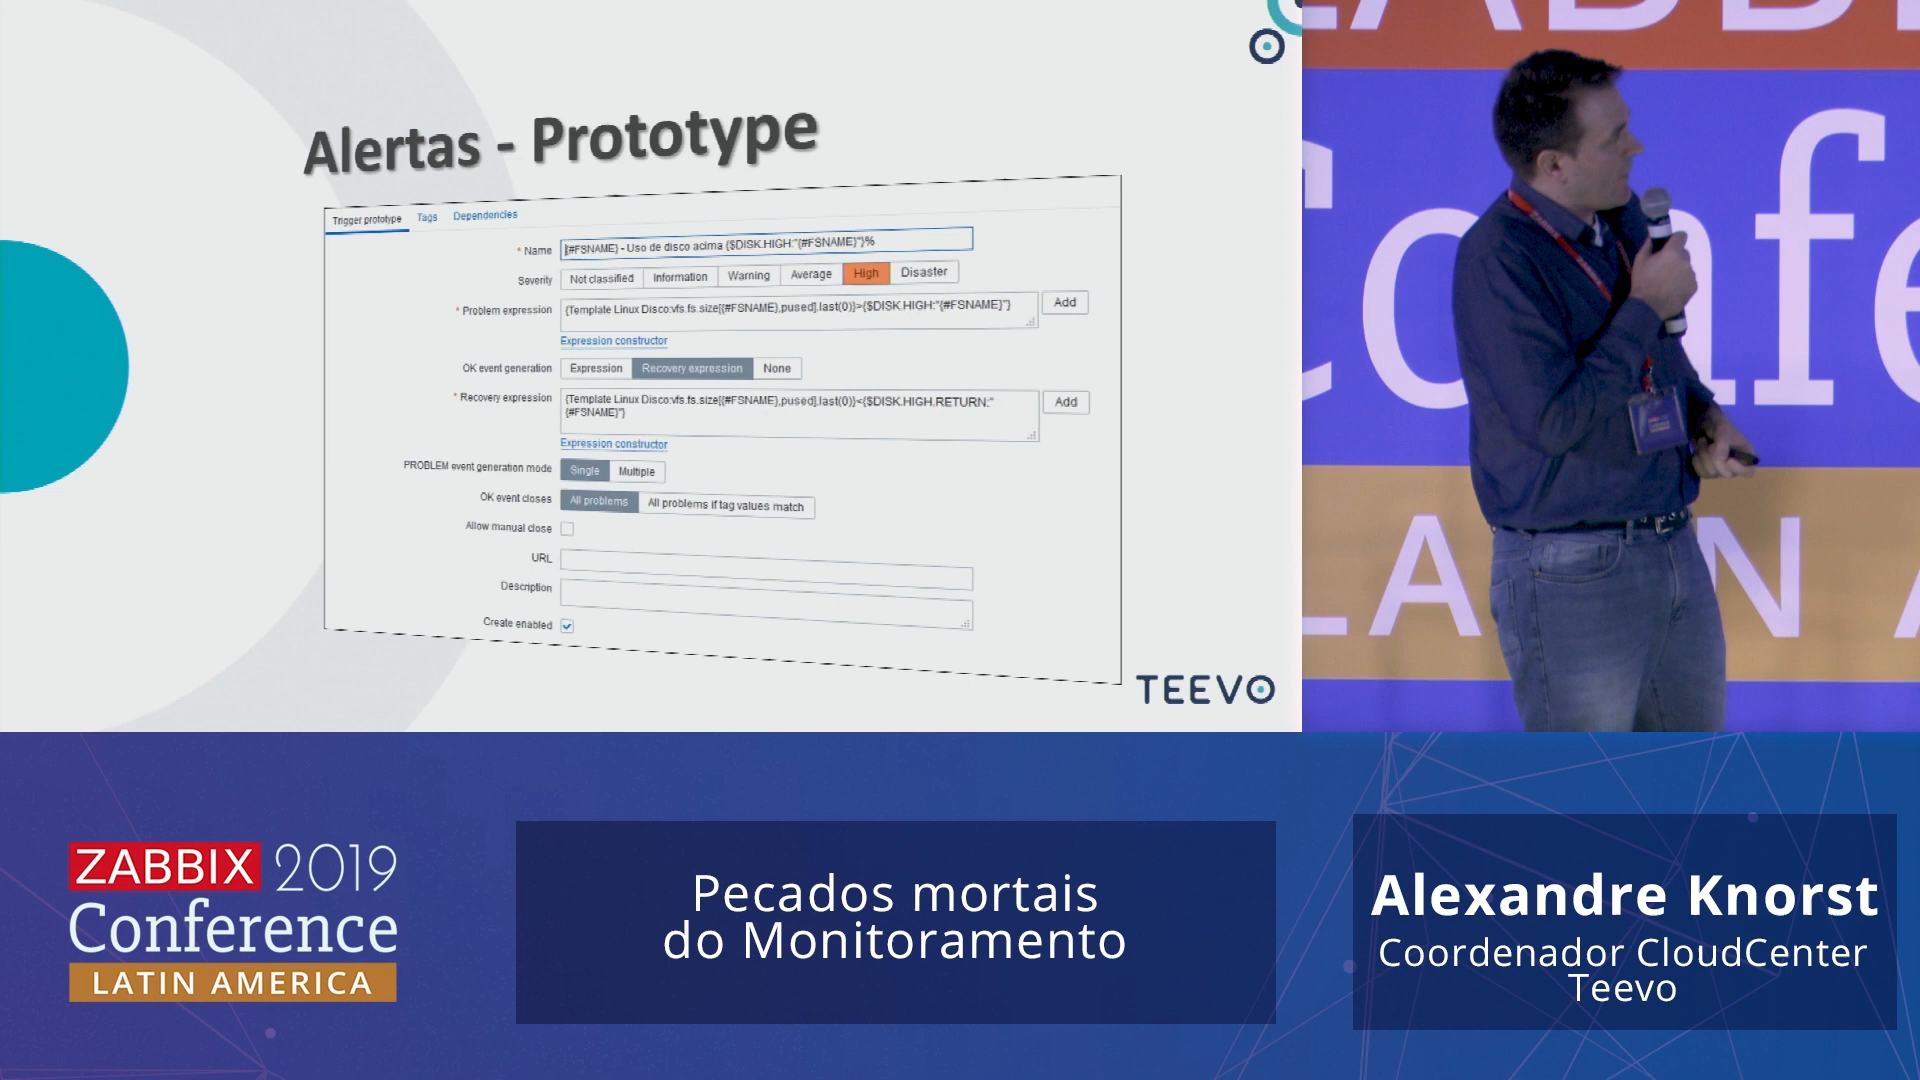 Alertas - Prototype
Trigger prototype Tags Dependencies
* Name {#FSNAME} - Uso de disco acima {$DISK.HIGH:"{#FSNAME}"}%
Severity Not classified Information Warning Average High Disaster
* Problem expression {Template Linux Disco:vfs.fs.size[{#FSNAME},pused].last(0)}>{$DISK.HIGH:"{#FSNAME}"} Add
Expression constructor
OK event generation Expression Recovery expression None
* Recovery expression {Template Linux Disco:vfs.fs.size[{#FSNAME},pused].last(0)}<{$DISK.HIGH.RETURN:" Add
{#FSNAME}"}
Expression constructor
PROBLEM event generation mode Single Multiple
OK event closes All problems All problems if tag values match
Allow manual close
URL
Description
Create enabled
TEEVO
ZABBIX 2019
Conference
LATIN AMERICA
Pecados mortais
do Monitoramento
Alexandre Knorst
Coordenador CloudCenter
Teevo